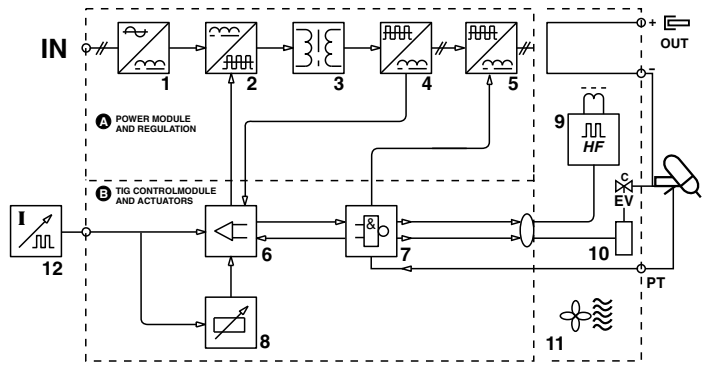 IN
1
2
3
4
5
+
OUT
-
A POWER MODULE
AND REGULATION
9
HF
B TIG CONTROLMODULE
AND ACTUATORS
C
EV
I
12
6
&
7
10
PT
8
11